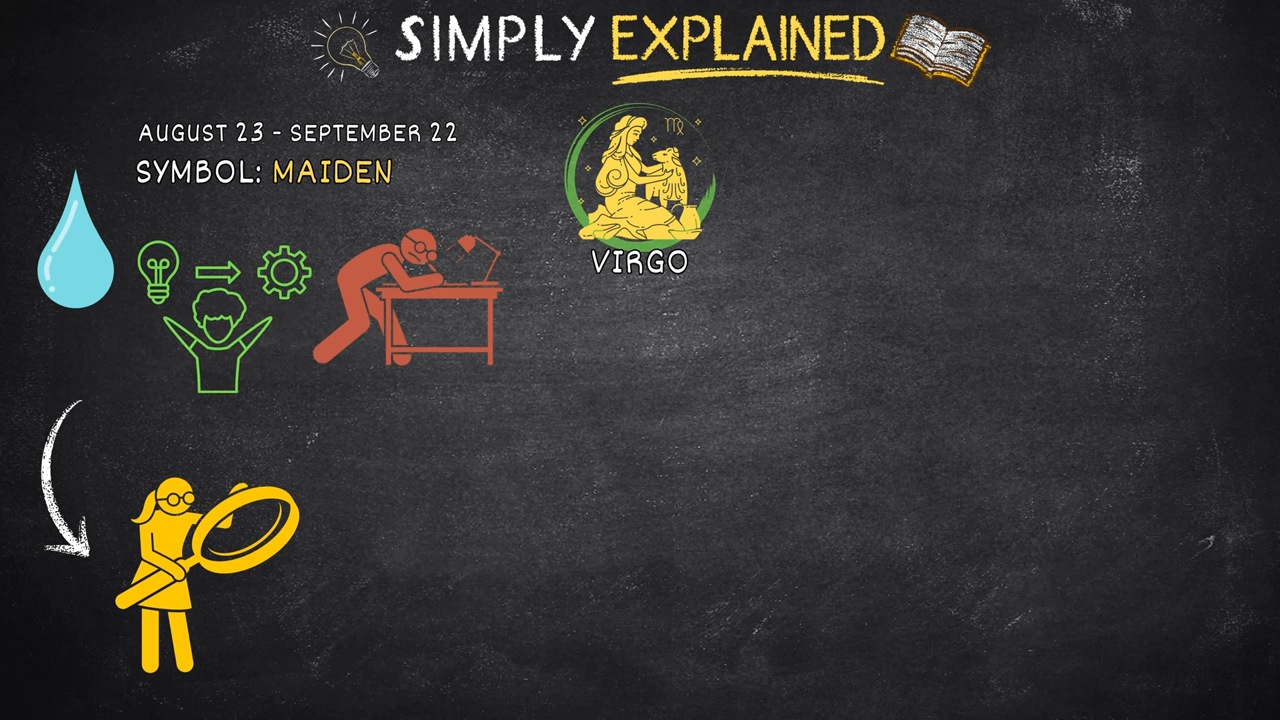 SIMPLY EXPLAINED
AUGUST 23 - SEPTEMBER 22
SYMBOL: MAIDEN
♍
VIRGO